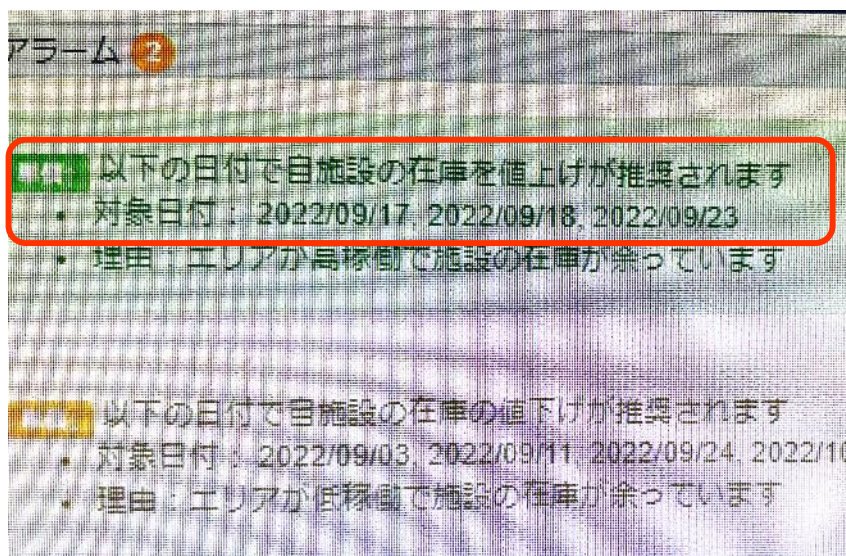 アラーム 2
以下の日付で自施設の在庫を値上げが推奨されます
・ 対象日付： 2022/09/17, 2022/09/18, 2022/09/23
・ 理由：エリアが高稼働で施設の在庫が余っています
以下の日付で自施設の在庫の値下げが推奨されます
・ 対象日付： 2022/09/03, 2022/09/11, 2022/09/24, 2022/10
・ 理由：エリアが低稼働で施設の在庫が余っています